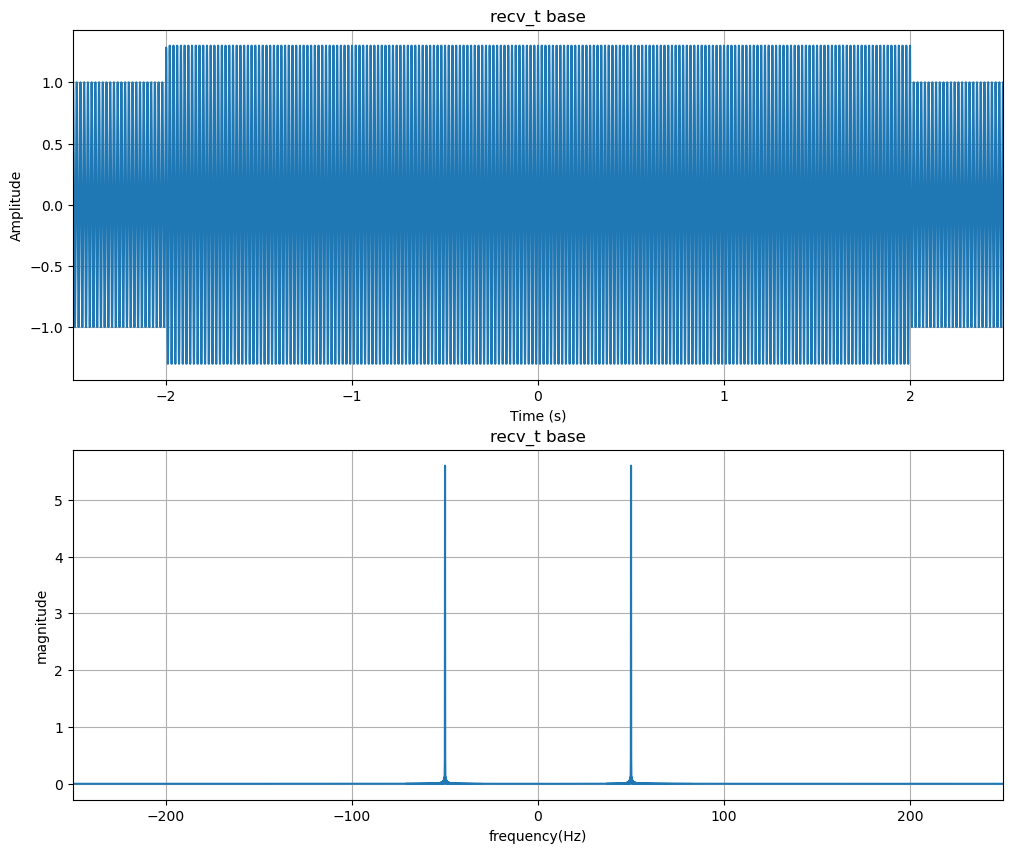 recv_t base
1.0
0.5
0.0
−0.5
−1.0
Amplitude
−2 −1 0 1 2
Time (s)
recv_t base
5
4
3
2
1
0
magnitude
−200 −100 0 100 200
frequency(Hz)